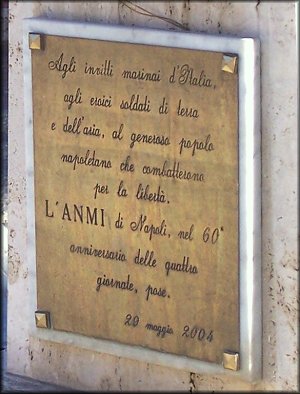 Agli invitti marinai d'Italia,
agli eroici soldati di terra
e dell'aria, al generoso popolo
napoletano che combatterono
per la libertà.
L'ANMI di Napoli, nel 60°
anniversario delle quattro
giornate, pose.
29 maggio 2004